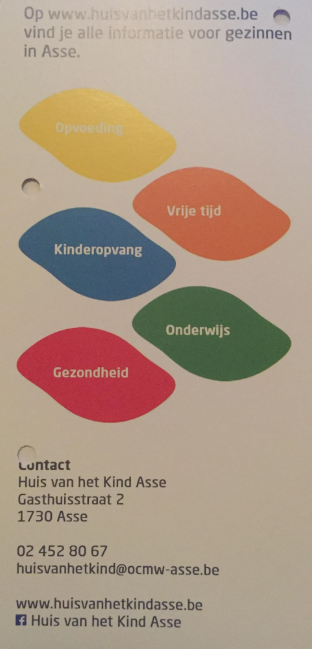 Op www.huisvanhetkindasse.be
vind je alle informatie voor gezinnen
in Asse.
Opvoeding
Vrije tijd
Kinderopvang
Onderwijs
Gezondheid
Contact
Huis van het Kind Asse
Gasthuisstraat 2
1730 Asse
02 452 80 67
huisvanhetkind@ocmw-asse.be
www.huisvanhetkindasse.be
f Huis van het Kind Asse